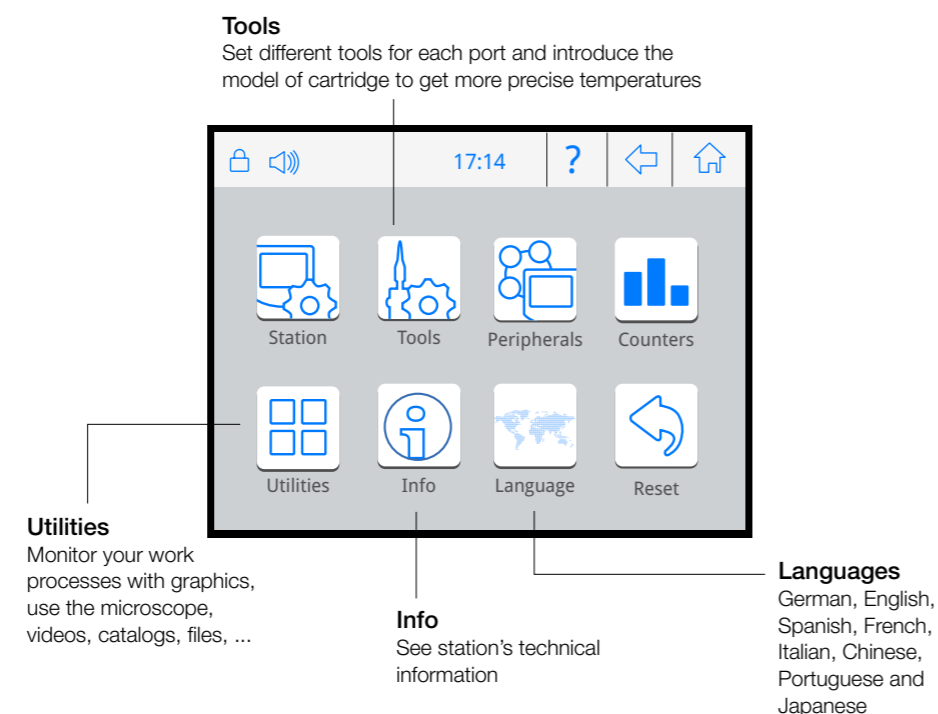 Tools
Set different tools for each port and introduce the
model of cartridge to get more precise temperatures
17:14 ?
Station Tools Peripherals Counters
Utilities Info Language Reset
Utilities
Monitor your work
processes with graphics,
use the microscope,
videos, catalogs, files, ...
Info
See station's technical
information
Languages
German, English,
Spanish, French,
Italian, Chinese,
Portuguese and
Japanese